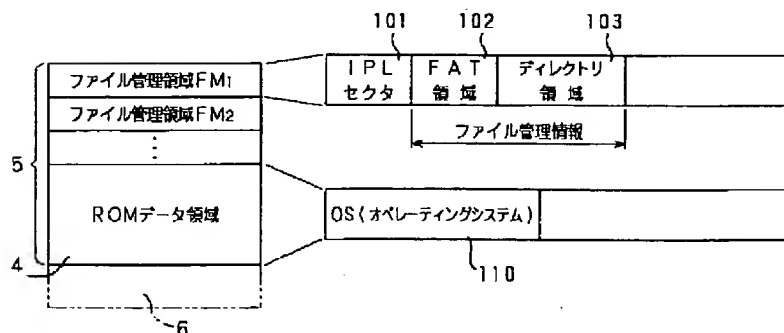 101
102
103
ファイル管理領域FM1
ファイル管理領域FM2
⋮
ROMデータ領域
5
4
6
IPL
セクタ
FAT
領域
ディレクトリ
領域
ファイル管理情報
OS(オペレーティングシステム)
110